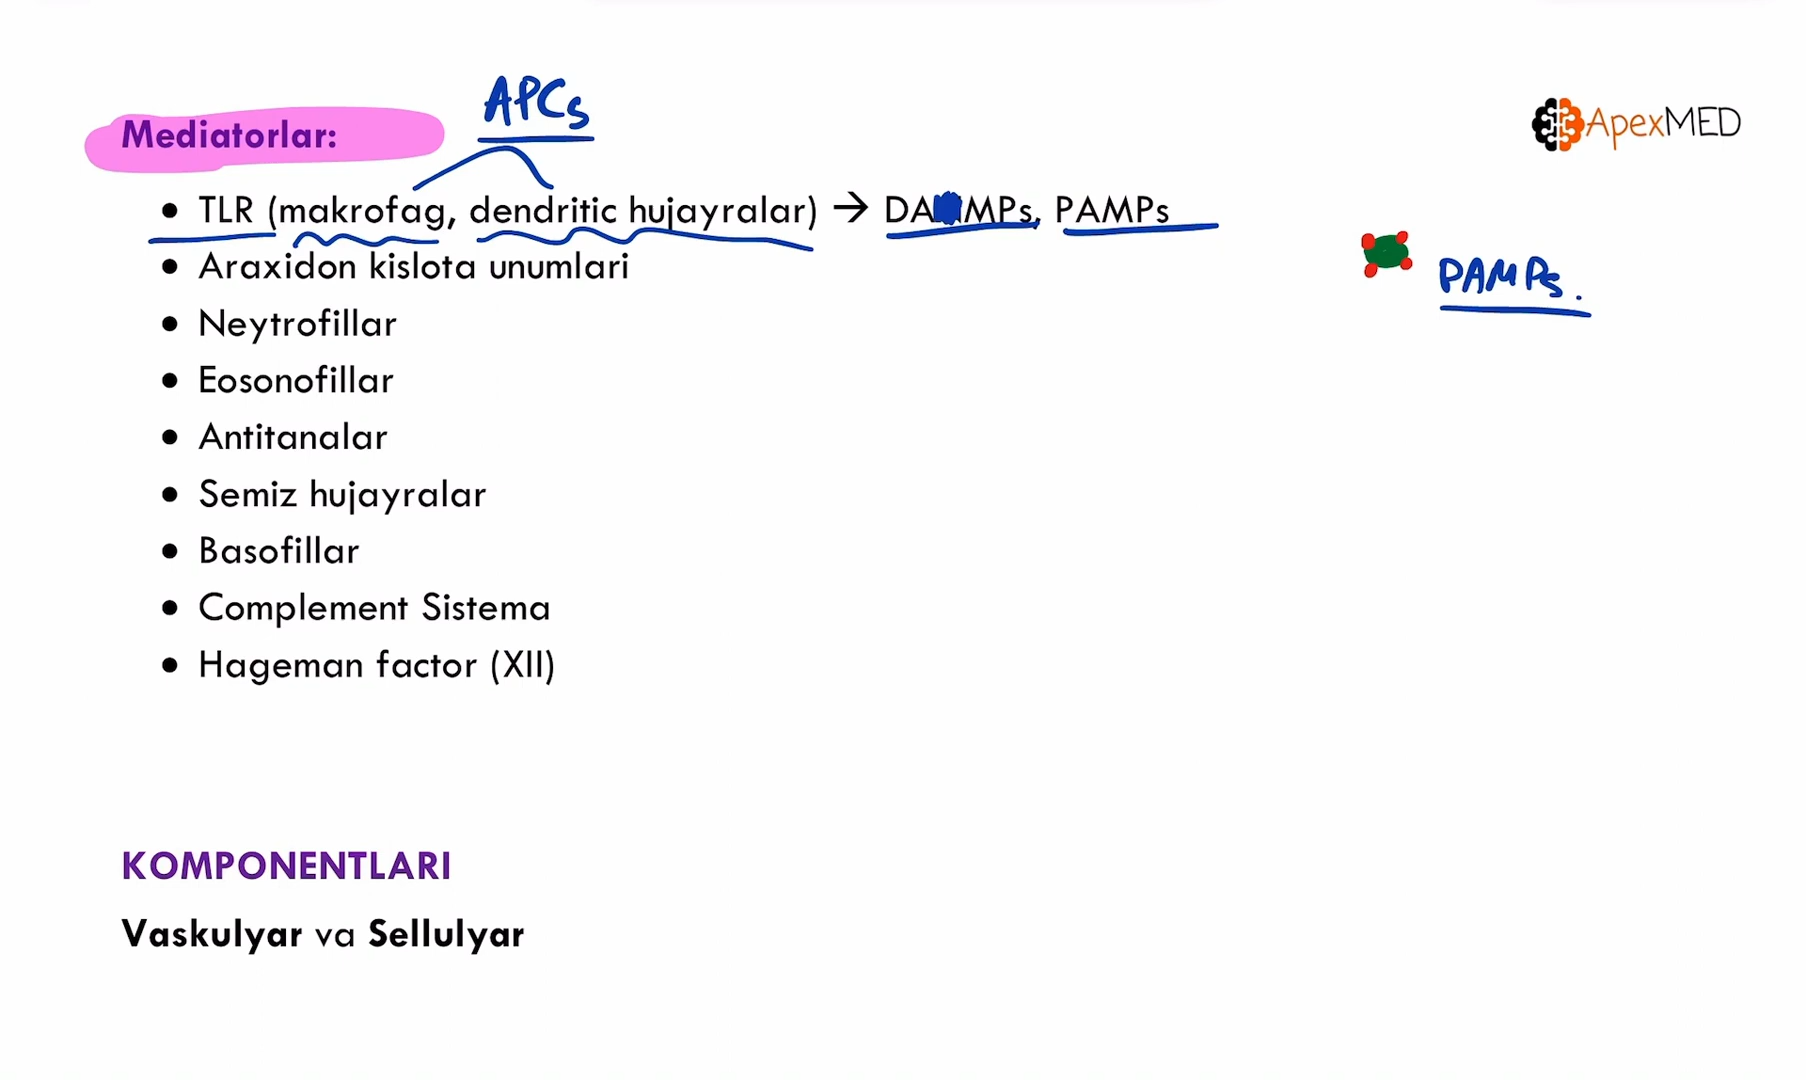 APCs
Mediatorlar:
ApexMED
• TLR (makrofag, dendritic hujayralar) → DAMPs, PAMPs
• Araxidon kislota unumlari
PAMPs.
• Neytrofillar
• Eosonofillar
• Antitanalar
• Semiz hujayralar
• Basofillar
• Complement Sistema
• Hageman factor (XII)
KOMPONENTLARI
Vaskulyar va Sellulyar